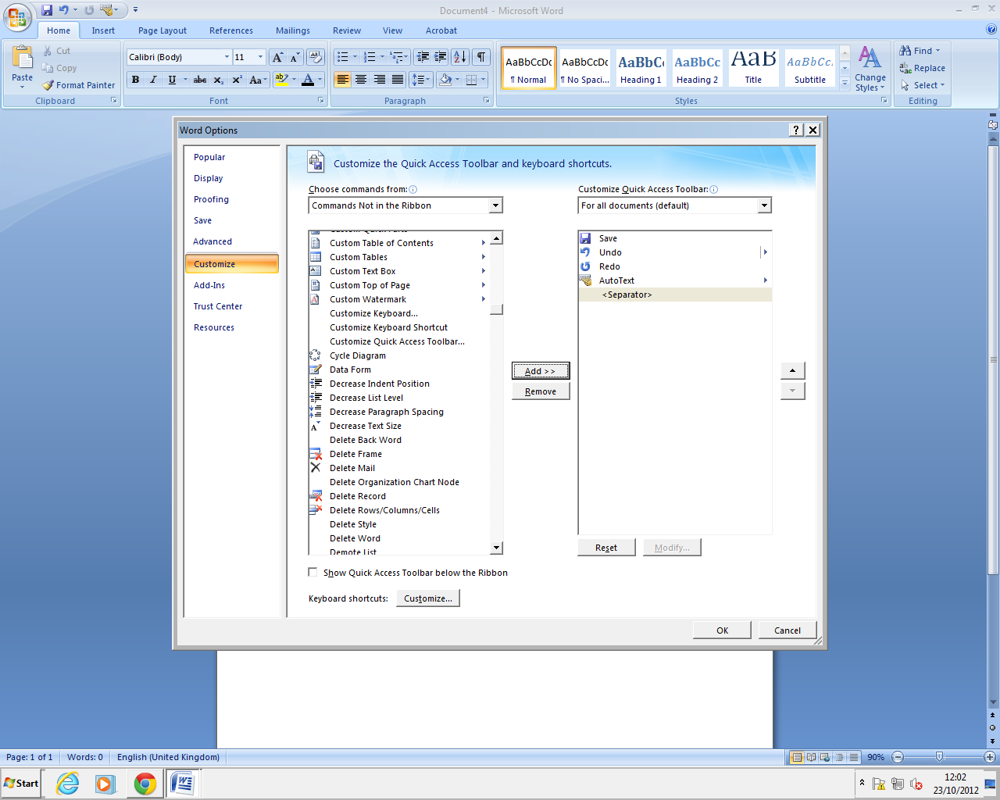 Document4 - Microsoft Word
Home Insert Page Layout References Mailings Review View Acrobat
Paste
Cut
Copy
Format Painter
Clipboard
Calibri (Body) 11
B I U abc x₂ x² Aa ab A
Font
Paragraph
AaBbCcDc AaBbCcDc AaBbC AaBbCc AaB AaBbCc
¶ Normal ¶ No Spaci... Heading 1 Heading 2 Title Subtitle
Change Styles
Styles
Find
Replace
Select
Editing
Word Options
Popular
Display
Proofing
Save
Advanced
Customize
Add-Ins
Trust Center
Resources
Customize the Quick Access Toolbar and keyboard shortcuts.
Choose commands from:
Commands Not in the Ribbon
Custom Table of Contents
Custom Tables
Custom Text Box
Custom Top of Page
Custom Watermark
Customize Keyboard...
Customize Keyboard Shortcut
Customize Quick Access Toolbar...
Cycle Diagram
Data Form
Decrease Indent Position
Decrease List Level
Decrease Paragraph Spacing
Decrease Text Size
Delete Back Word
Delete Frame
Delete Mail
Delete Organization Chart Node
Delete Record
Delete Rows/Columns/Cells
Delete Style
Delete Word
Demote List
Add >>
Remove
Customize Quick Access Toolbar:
For all documents (default)
Save
Undo
Redo
AutoText
<Separator>
Reset Modify...
Show Quick Access Toolbar below the Ribbon
Keyboard shortcuts: Customize...
OK Cancel
Page: 1 of 1 Words: 0 English (United Kingdom) 90%
Start
12:02
23/10/2012